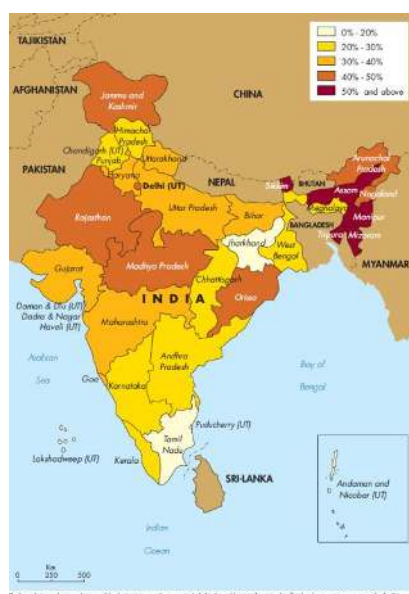 TAJIKISTAN
AFGHANISTAN
CHINA
PAKISTAN
NEPAL
BHUTAN
BANGLADESH
MYANMAR
SRI-LANKA
INDIA
0% - 20%
20% - 30%
30% - 40%
40% - 50%
50% and above
Jammu and
Kashmir
Himachal
Pradesh
Chandigarh (UT)
Punjab
Uttarakhand
Haryana
Delhi (UT)
Rajasthan
Uttar Pradesh
Bihar
Sikkim
Arunachal
Pradesh
Assam
Nagaland
Meghalaya
Manipur
Tripura
Mizoram
Jharkhand
West
Bengal
Gujarat
Madhya Pradesh
Chhattisgarh
Orissa
Daman & Diu (UT)
Dadra & Nagar
Haveli (UT)
Maharashtra
Andhra
Pradesh
Goa
Karnataka
Puducherry (UT)
Tamil
Nadu
Kerala
Lakshadweep (UT)
Andaman and
Nicobar (UT)
Arabian
Sea
Bay of
Bengal
Indian
Ocean
Km
0 250 500